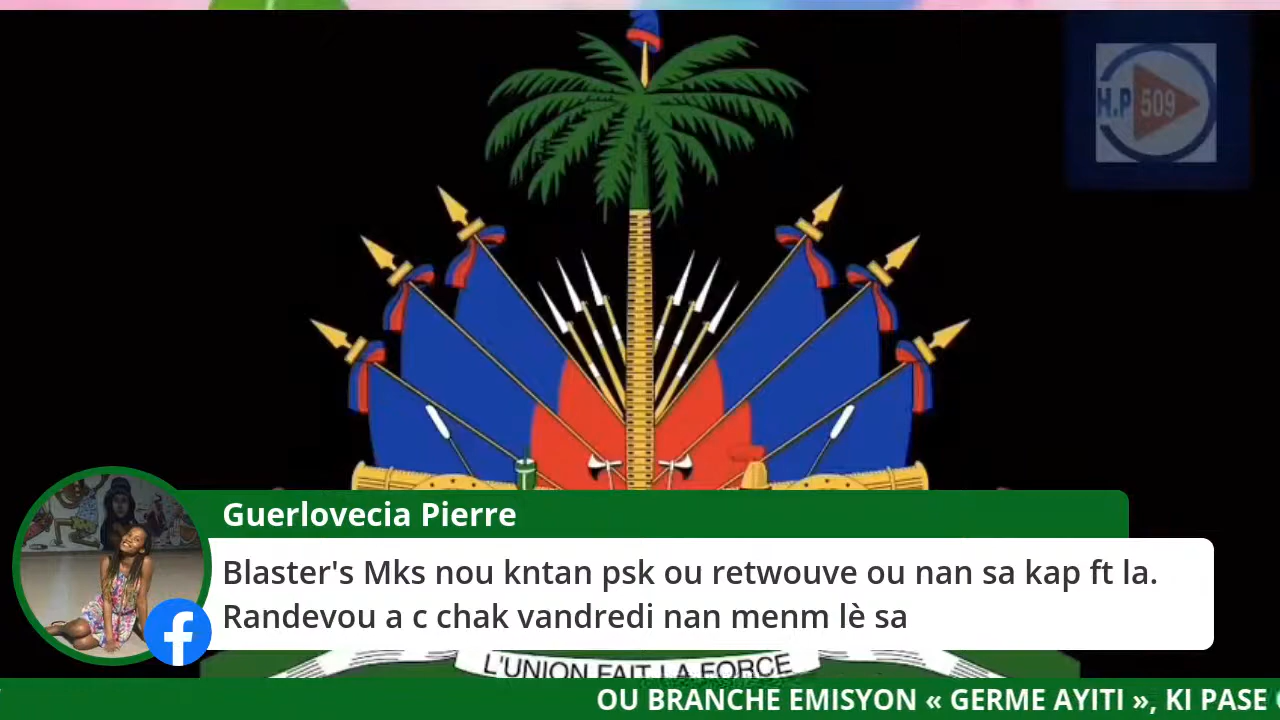 H.P 509
Guerlovecia Pierre
Blaster's Mks nou kntan psk ou retwouve ou nan sa kap ft la.
Randevou a c chak vandredi nan menm lè sa
L'UNION FAIT LA FORCE
OU BRANCHE EMISYON « GERME AYITI », KI PASE